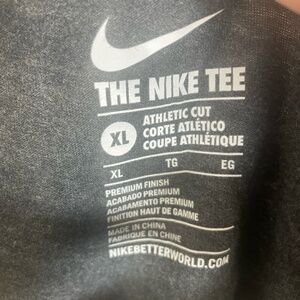 THE NIKE TEE
XL
ATHLETIC CUT
CORTE ATLÉTICO
COUPE ATHLÉTIQUE
XL TG EG
PREMIUM FINISH
ACABADO PREMIUM
ACABAMENTO PREMIUM
FINITION HAUT DE GAMME
MADE IN CHINA
FABRIQUE EN CHINE
NIKEBETTERWORLD.COM